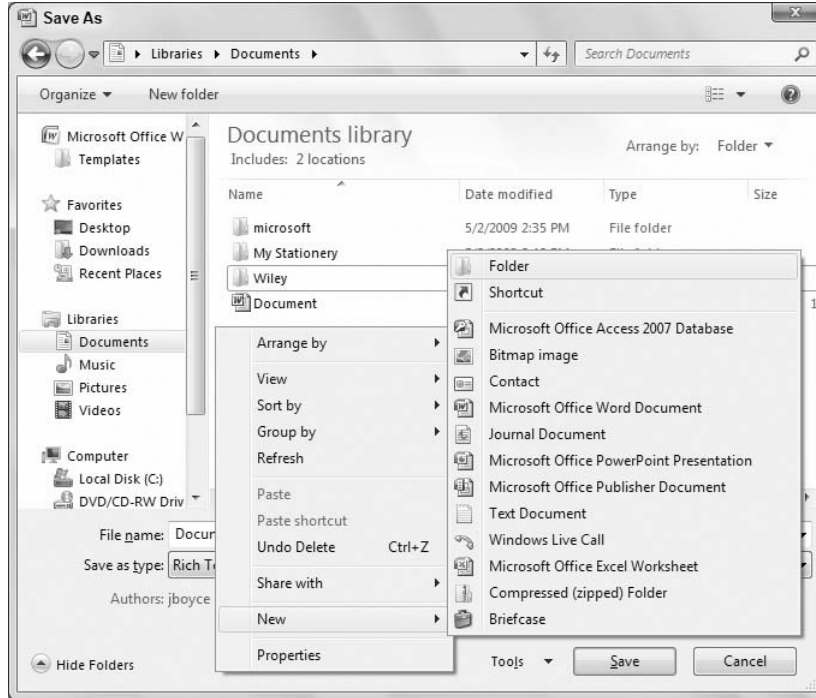 Save As
Libraries Documents
Search Documents
Organize New folder
Microsoft Office W
Templates
Favorites
Desktop
Downloads
Recent Places
Libraries
Documents
Music
Pictures
Videos
Computer
Local Disk (C:)
DVD/CD-RW Driv
Documents library
Includes: 2 locations
Arrange by: Folder
Name Date modified Type Size
microsoft 5/2/2009 2:35 PM File folder
My Stationery
Wiley
Document
Arrange by
View
Sort by
Group by
Refresh
Paste
Paste shortcut
Undo Delete Ctrl+Z
Share with
New
Properties
Folder
Shortcut
Microsoft Office Access 2007 Database
Bitmap image
Contact
Microsoft Office Word Document
Journal Document
Microsoft Office PowerPoint Presentation
Microsoft Office Publisher Document
Text Document
Windows Live Call
Microsoft Office Excel Worksheet
Compressed (zipped) Folder
Briefcase
File name: Docun
Save as type: Rich Te
Authors: jboyce
Hide Folders
Tools Save Cancel